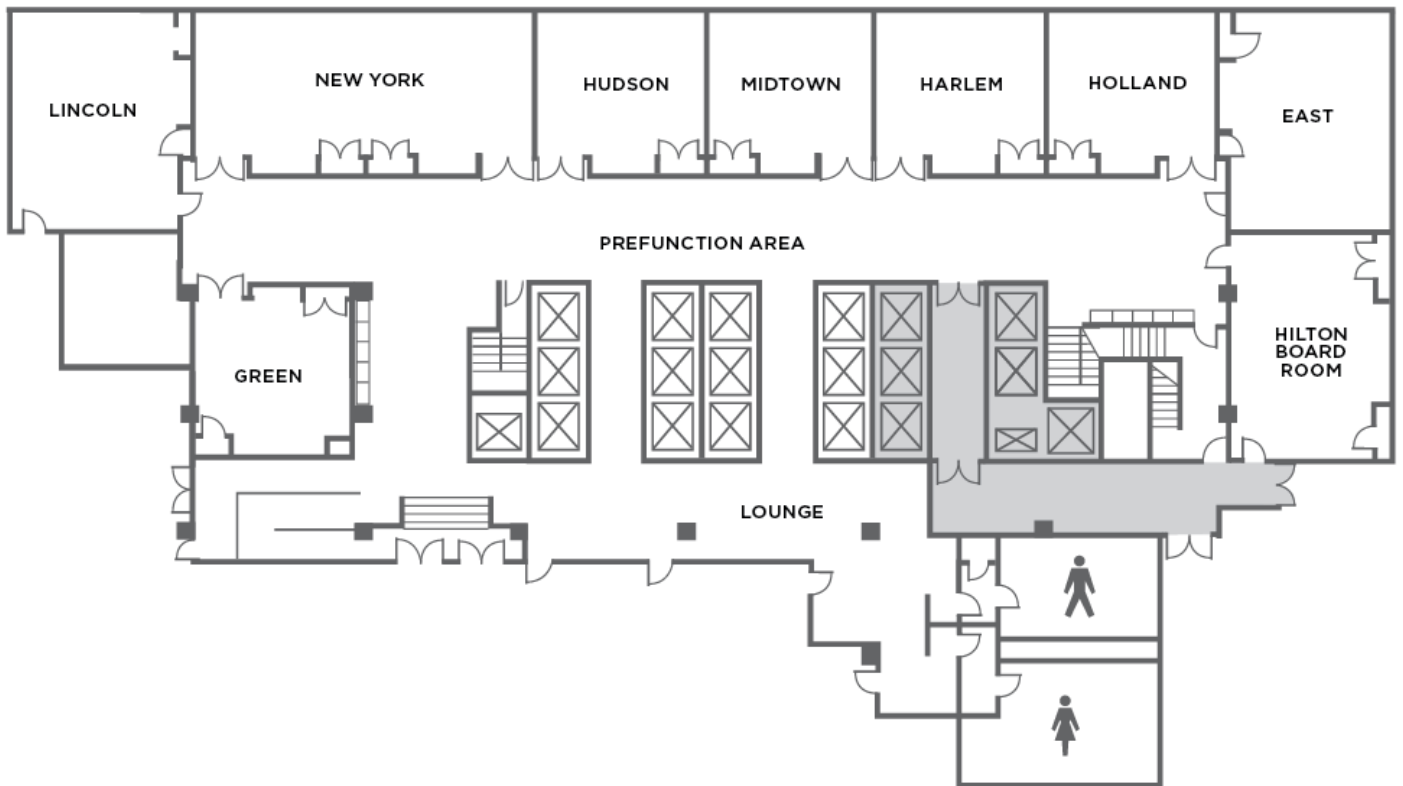 LINCOLN
NEW YORK
HUDSON
MIDTOWN
HARLEM
HOLLAND
EAST
PREFUNCTION AREA
GREEN
HILTON
BOARD
ROOM
LOUNGE